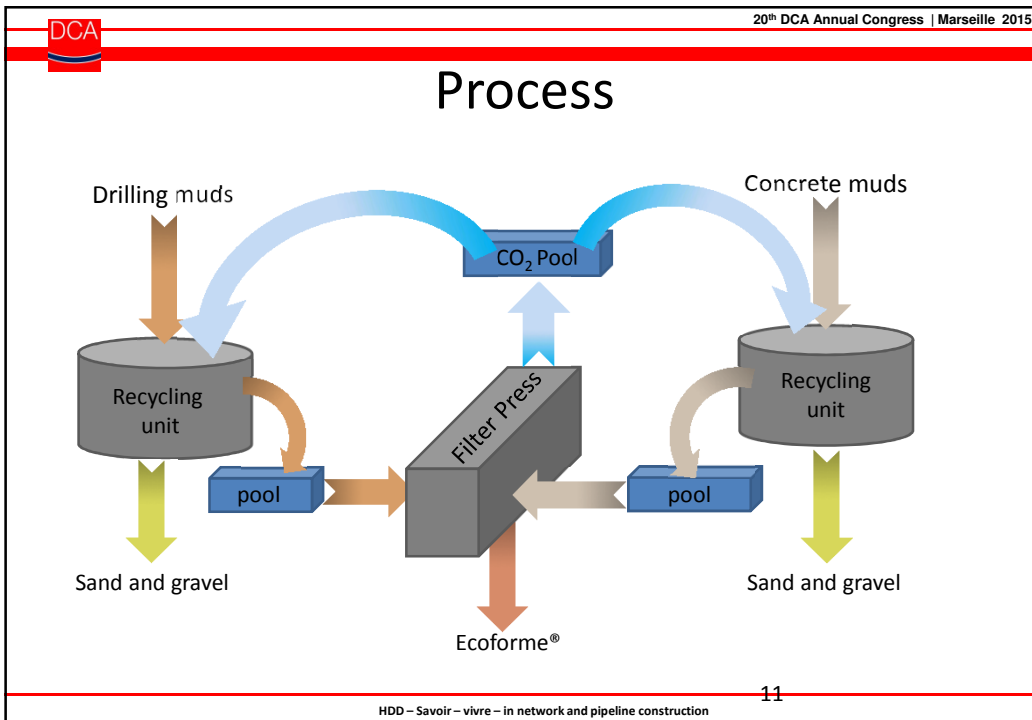 20th DCA Annual Congress | Marseille 2015
DCA
Process
Drilling muds
Concrete muds
CO₂ Pool
Recycling
unit
Filter Press
Recycling
unit
pool
pool
Sand and gravel
Sand and gravel
Ecoforme®
11
HDD – Savoir – vivre – in network and pipeline construction